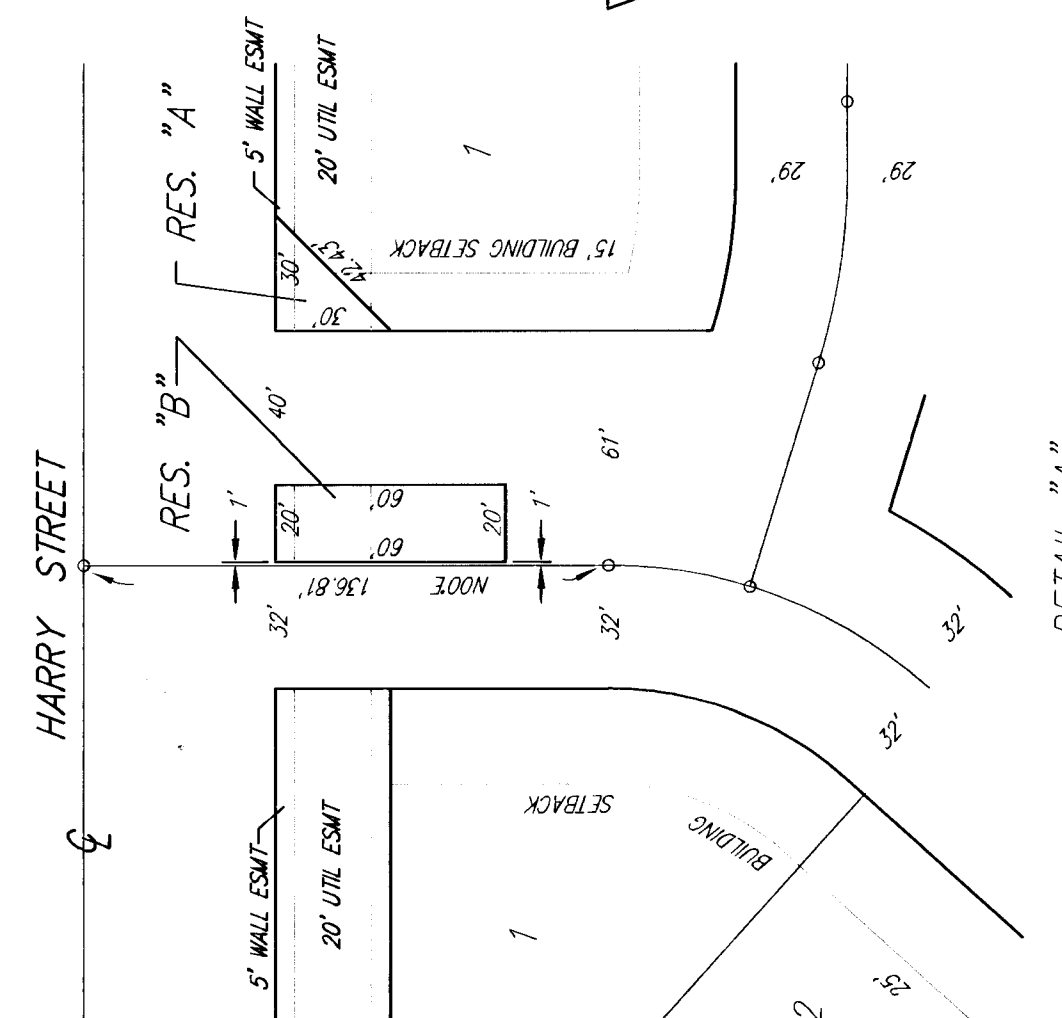 HARRY STREET
℄
RES. "A"
RES. "B"
5' WALL ESMT
20' UTIL ESMT
1
15' BUILDING SETBACK
30'
30'
42.43'
29'
29'
40'
61'
1'
1'
20'
20'
60'
60'
N00'E 136.81'
32'
32'
32'
32'
5' WALL ESMT
20' UTIL ESMT
1
BUILDING SETBACK
25'
2